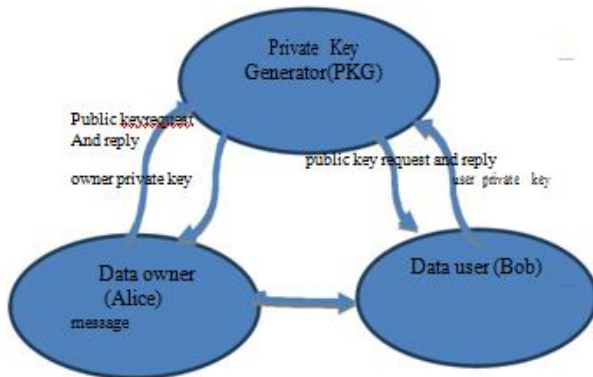 Private Key
Generator(PKG)
Public keyrequest
And reply
public key request and reply
owner private key
user private key
Data owner
(Alice)
message
Data user (Bob)